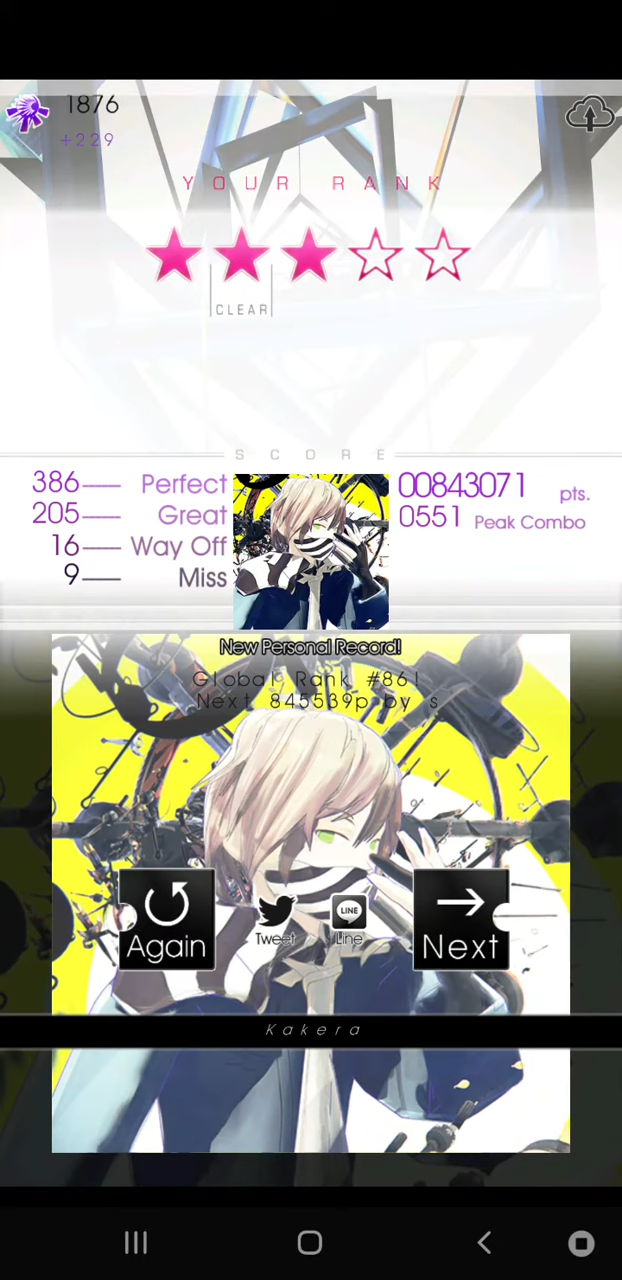 1876
+229
YOUR RANK
CLEAR
SCORE
386 Perfect
205 Great
16 Way Off
9 Miss
00843071 pts.
0551 Peak Combo
New Personal Record!
Global Rank #86!
Next 845539p by s
Again
Tweet
LINE
Line
Next
Kakera